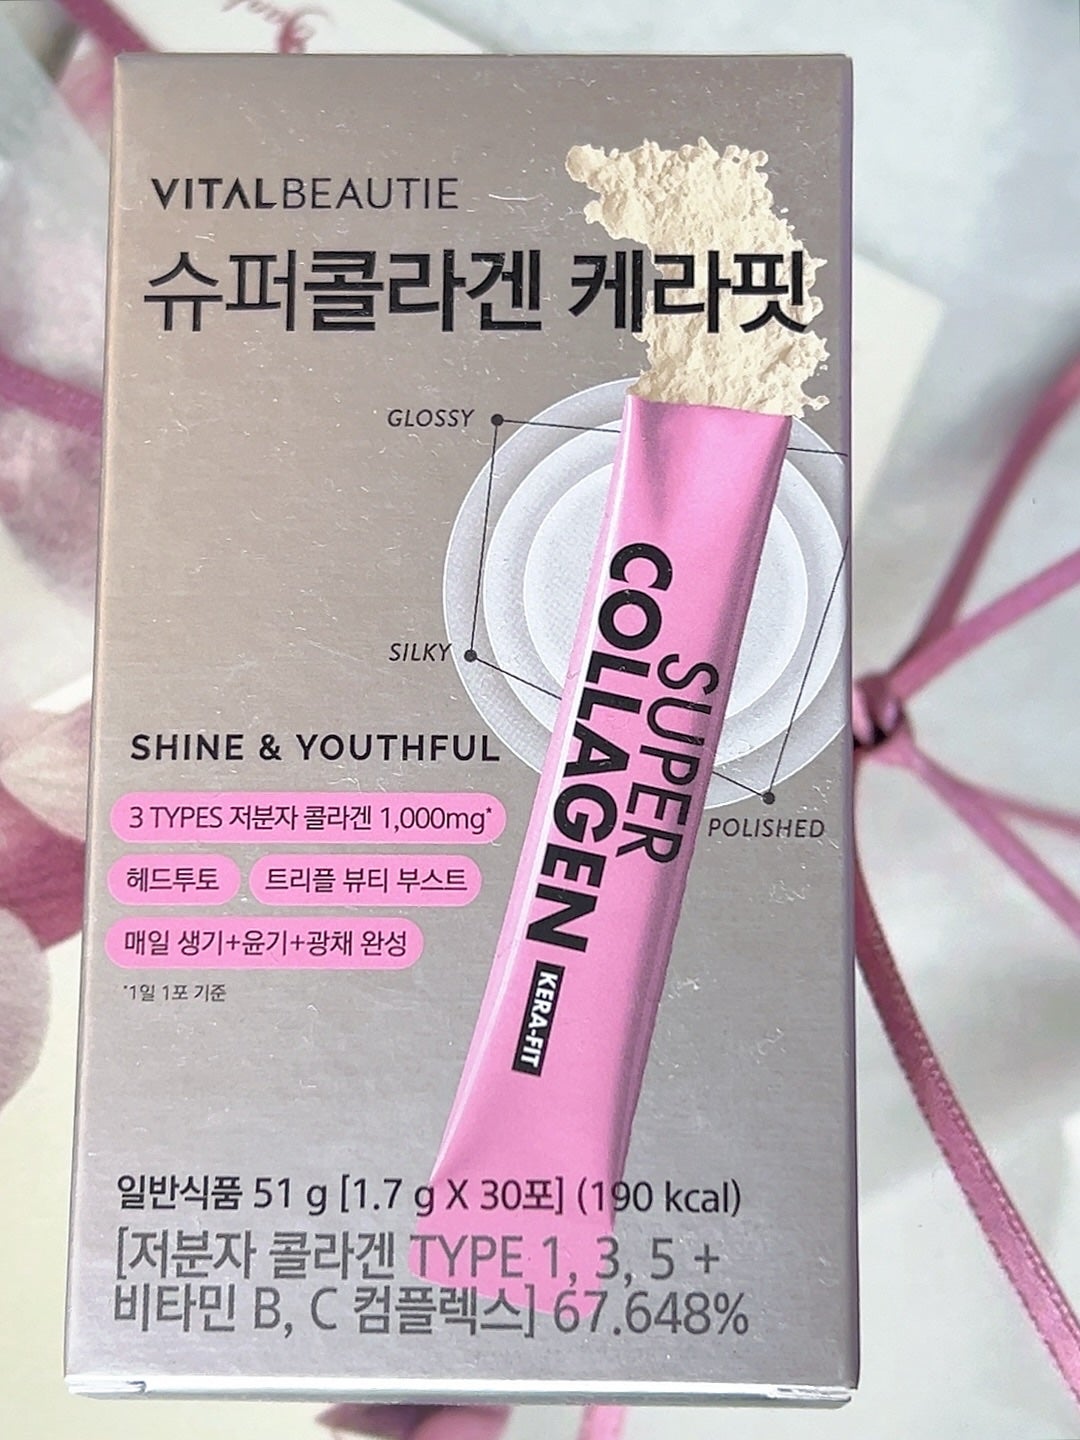 VITALBEAUTIE
슈퍼콜라겐 케라핏
GLOSSY
SILKY
POLISHED
SUPER
COLLAGEN
KERA-FIT
SHINE & YOUTHFUL
3 TYPES 저분자 콜라겐 1,000mg*
헤드투토 트리플 뷰티 부스트
매일 생기+윤기+광채 완성
*1일 1포 기준
일반식품 51 g [1.7 g X 30포] (190 kcal)
[저분자 콜라겐 TYPE 1, 3, 5 +
비타민 B, C 컴플렉스] 67.648%